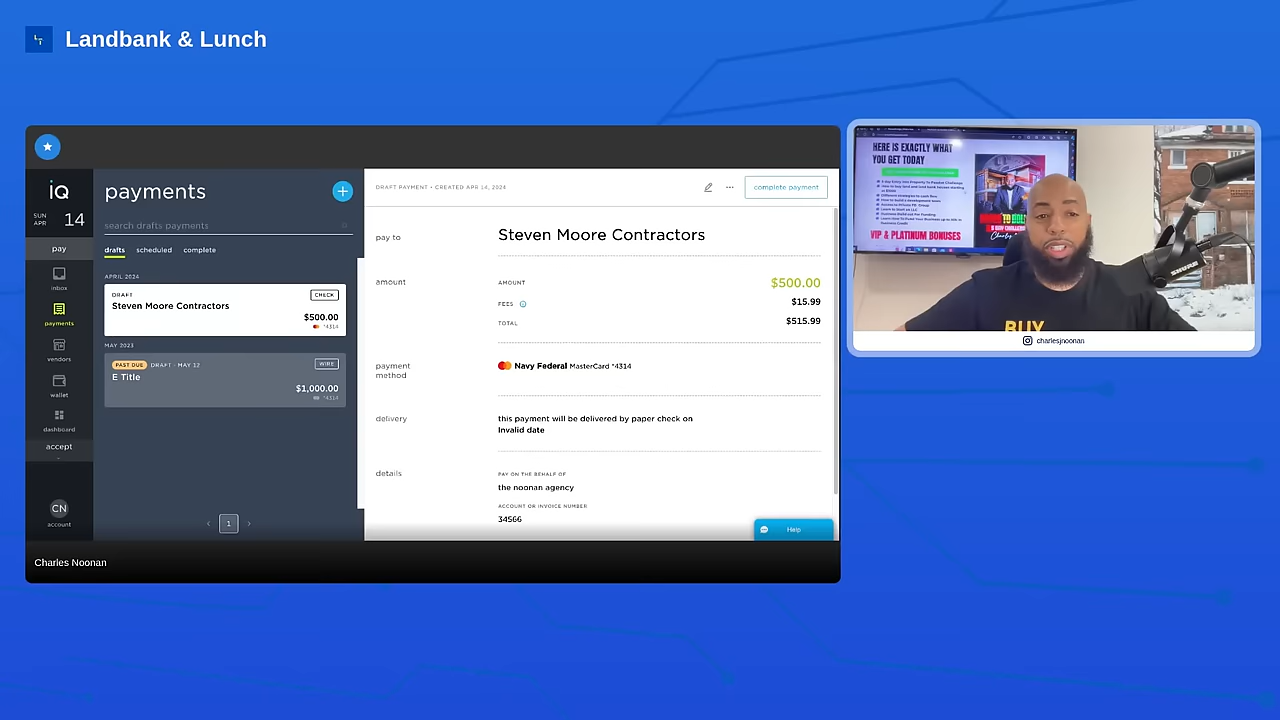 Landbank & Lunch
iQ
SUN
APR
14
pay
inbox
payments
vendors
wallet
dashboard
accept
CN
account
payments
search drafts payments
drafts scheduled complete
APRIL 2024
DRAFT
CHECK
Steven Moore Contractors
$500.00
*4314
MAY 2023
PAST DUE DRAFT · MAY 12
WIRE
E Title
$1,000.00
*4314
1
DRAFT PAYMENT • CREATED APR 14, 2024
complete payment
pay to
Steven Moore Contractors
amount
AMOUNT
$500.00
FEES
$15.99
TOTAL
$515.99
payment
method
Navy Federal MasterCard *4314
delivery
this payment will be delivered by paper check on
Invalid date
details
PAY ON THE BEHALF OF
the noonan agency
ACCOUNT OR INVOICE NUMBER
34566
Help
Charles Noonan
HERE IS EXACTLY WHAT
YOU GET TODAY
VIP & PLATINUM BONUSES
SHURE
BUY
charlesjnoonan